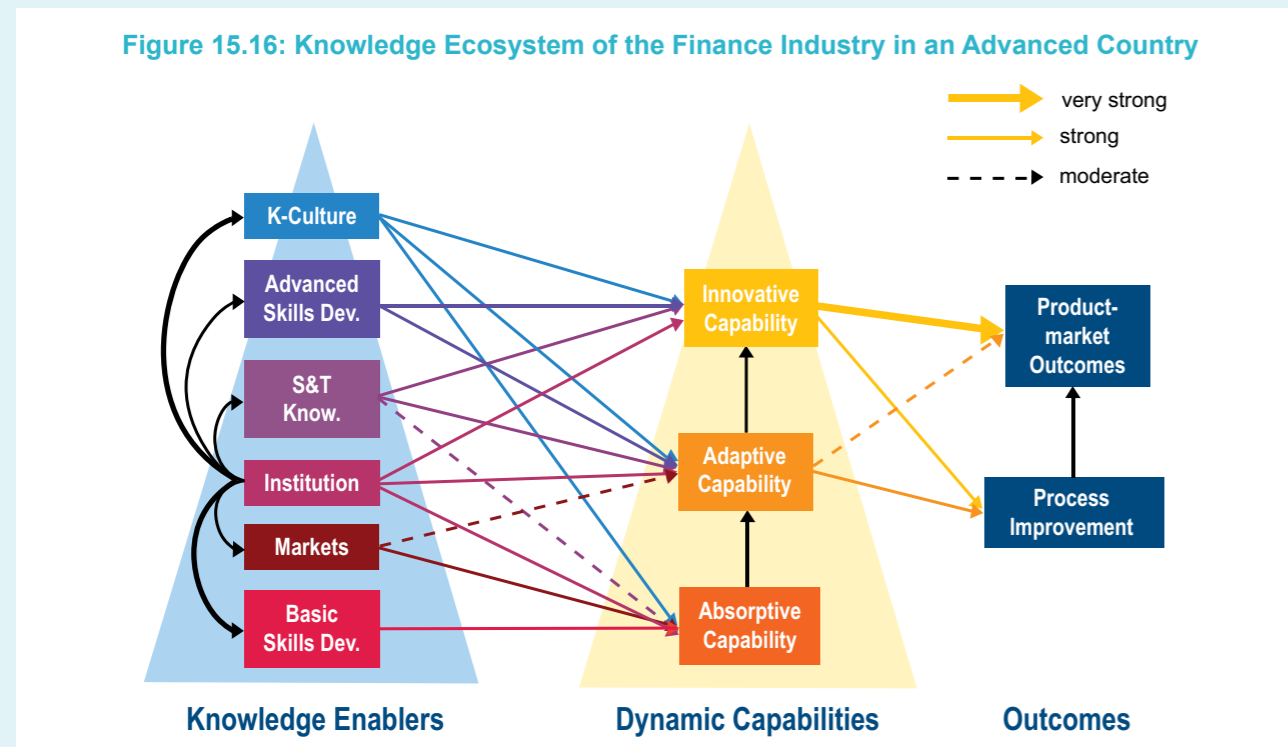 Figure 15.16: Knowledge Ecosystem of the Finance Industry in an Advanced Country
very strong
strong
moderate
K-Culture
Advanced
Skills Dev.
S&T
Know.
Institution
Markets
Basic
Skills Dev.
Innovative
Capability
Adaptive
Capability
Absorptive
Capability
Product-
market
Outcomes
Process
Improvement
Knowledge Enablers
Dynamic Capabilities
Outcomes